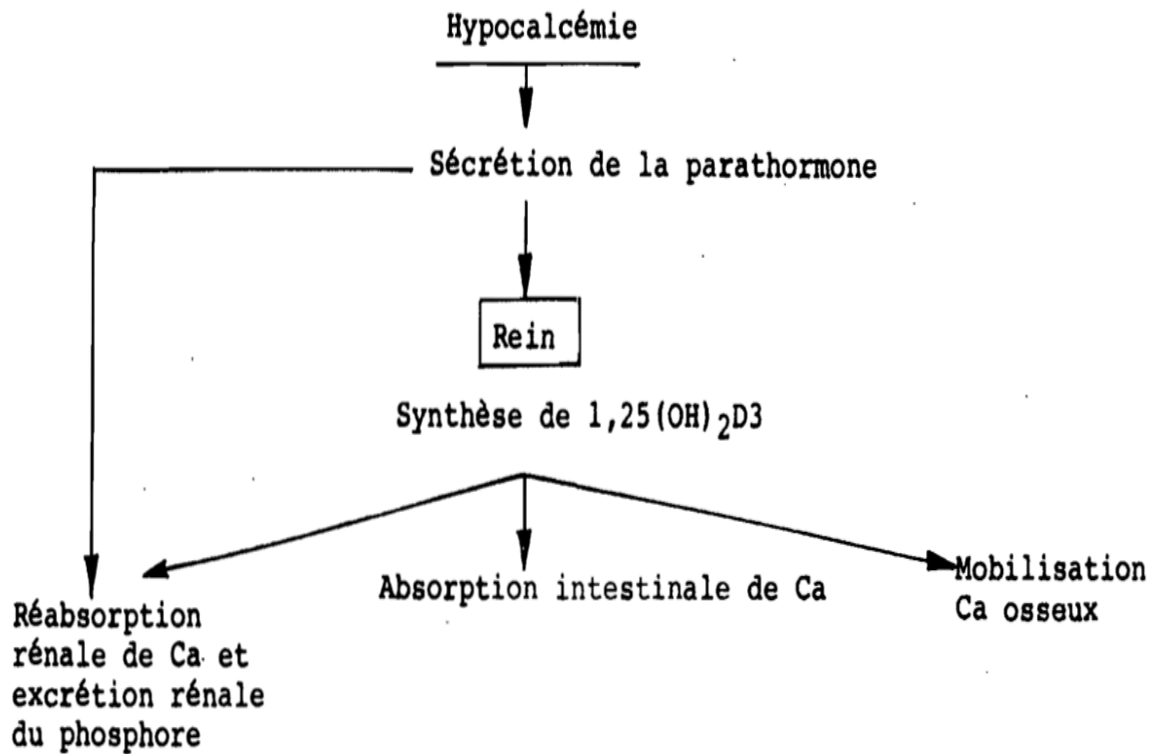 Hypocalcémie
Sécrétion de la parathormone
Rein
Synthèse de 1,25(OH)₂D3
Réabsorption
rénale de Ca et
excrétion rénale
du phosphore
Absorption intestinale de Ca
Mobilisation
Ca osseux